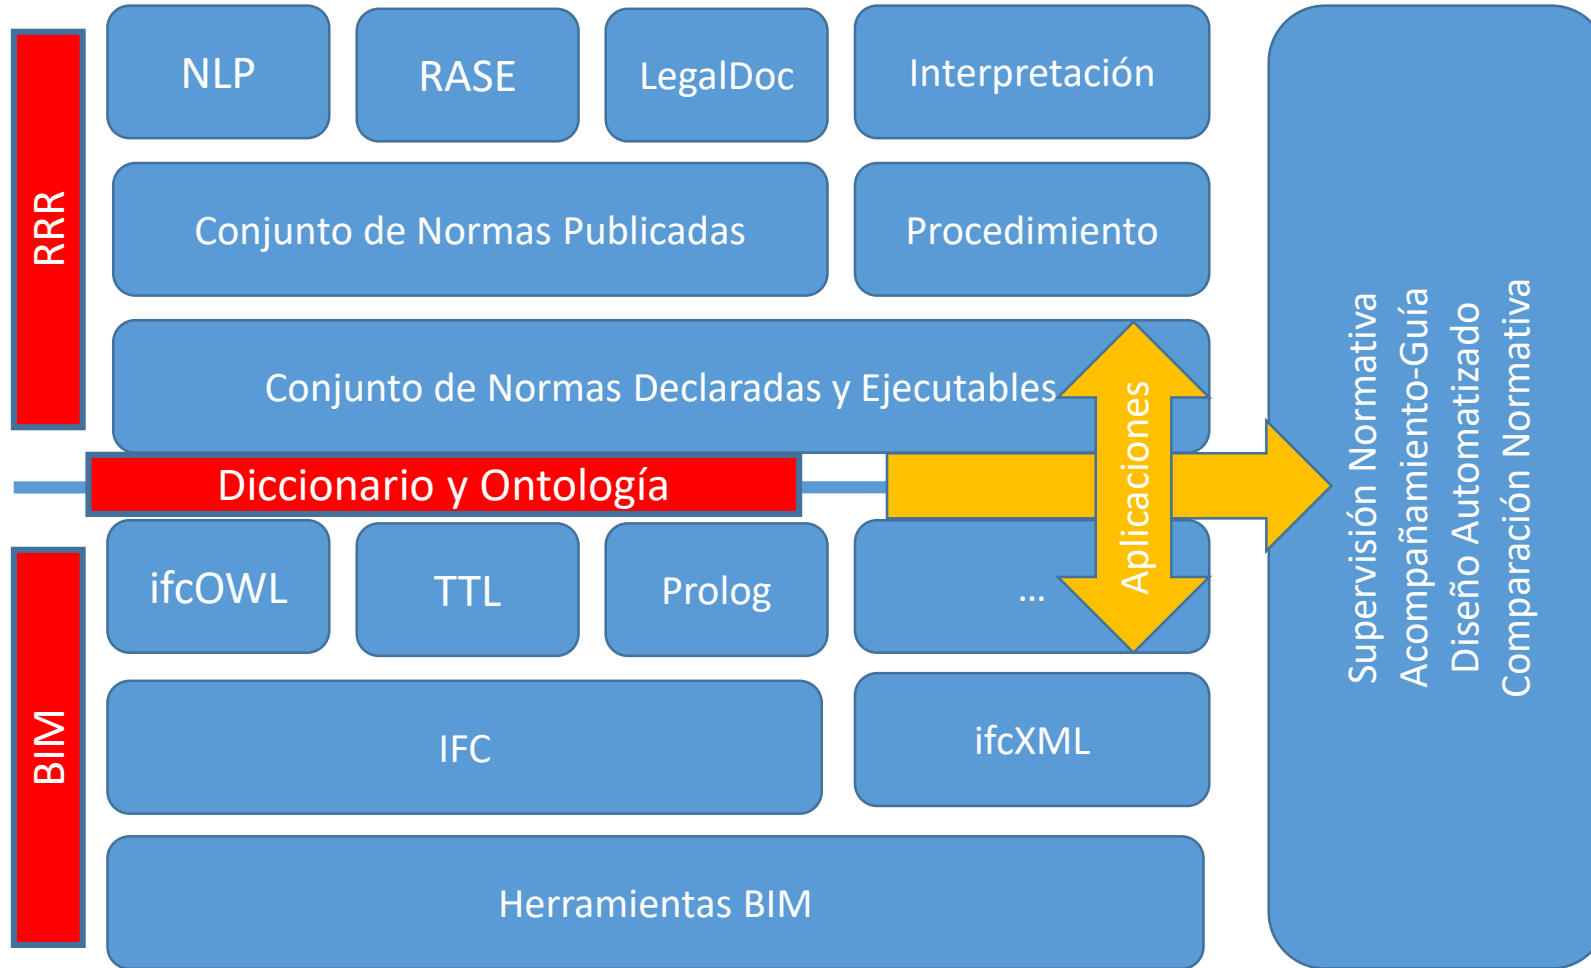 RRR
NLP
RASE
LegalDoc
Interpretación
Conjunto de Normas Publicadas
Procedimiento
Conjunto de Normas Declaradas y Ejecutables
Diccionario y Ontología
Aplicaciones
BIM
ifcOWL
TTL
Prolog
...
IFC
ifcXML
Herramientas BIM
Supervisión Normativa
Acompañamiento-Guía
Diseño Automatizado
Comparación Normativa